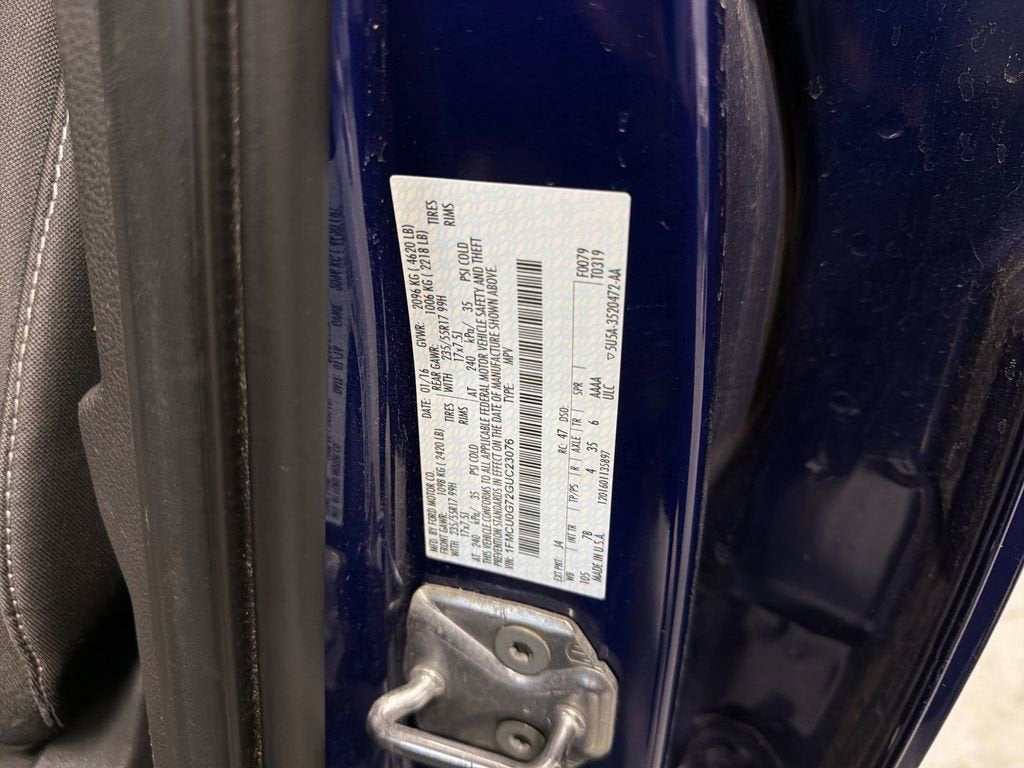 MFD. BY FORD MOTOR CO.
DATE: 01/16 GVWR: 2096 KG ( 4620 LB)
FRONT GAWR: 1098 KG ( 2420 LB) REAR GAWR: 1006 KG ( 2218 LB)
WITH 235/55R17 99H TIRES WITH 235/55R17 99H TIRES
17x7.5J RIMS 17x7.5J RIMS
AT: 240 kPa/ 35 PSI COLD AT 240 kPa/ 35 PSI COLD
THIS VEHICLE CONFORMS TO ALL APPLICABLE FEDERAL MOTOR VEHICLE SAFETY AND THEFT
PREVENTION STANDARDS IN EFFECT ON THE DATE OF MANUFACTURE SHOWN ABOVE.
VIN: 1FMCU0G72GUC23076 TYPE: MPV
EXT PNT: J4 RC: 47 DSO: F0079
WB INT TR TP/PS R AXLE TR SPR T0319
105 7B 4 35 6 AAAA
MADE IN U.S.A. 1201601135897 ULC
3U5A-3520472-AA